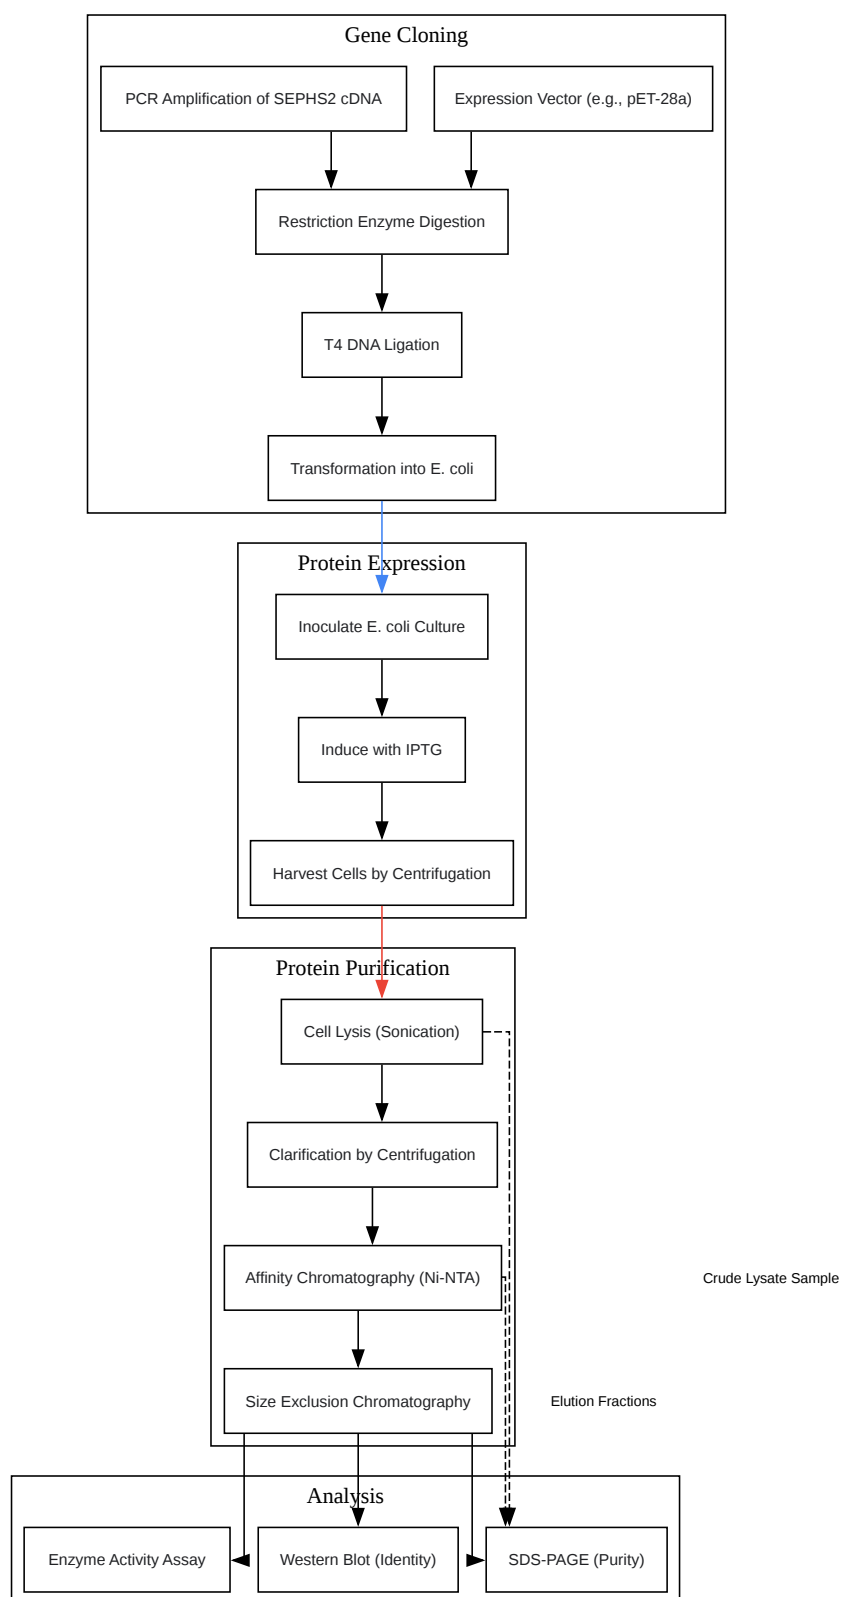 Gene Cloning
PCR Amplification of SEPHS2 cDNA
Expression Vector (e.g., pET-28a)
Restriction Enzyme Digestion
T4 DNA Ligation
Transformation into E. coli
Protein Expression
Inoculate E. coli Culture
Induce with IPTG
Harvest Cells by Centrifugation
Protein Purification
Cell Lysis (Sonication)
Clarification by Centrifugation
Affinity Chromatography (Ni-NTA)
Crude Lysate Sample
Size Exclusion Chromatography
Elution Fractions
Analysis
Enzyme Activity Assay
Western Blot (Identity)
SDS-PAGE (Purity)